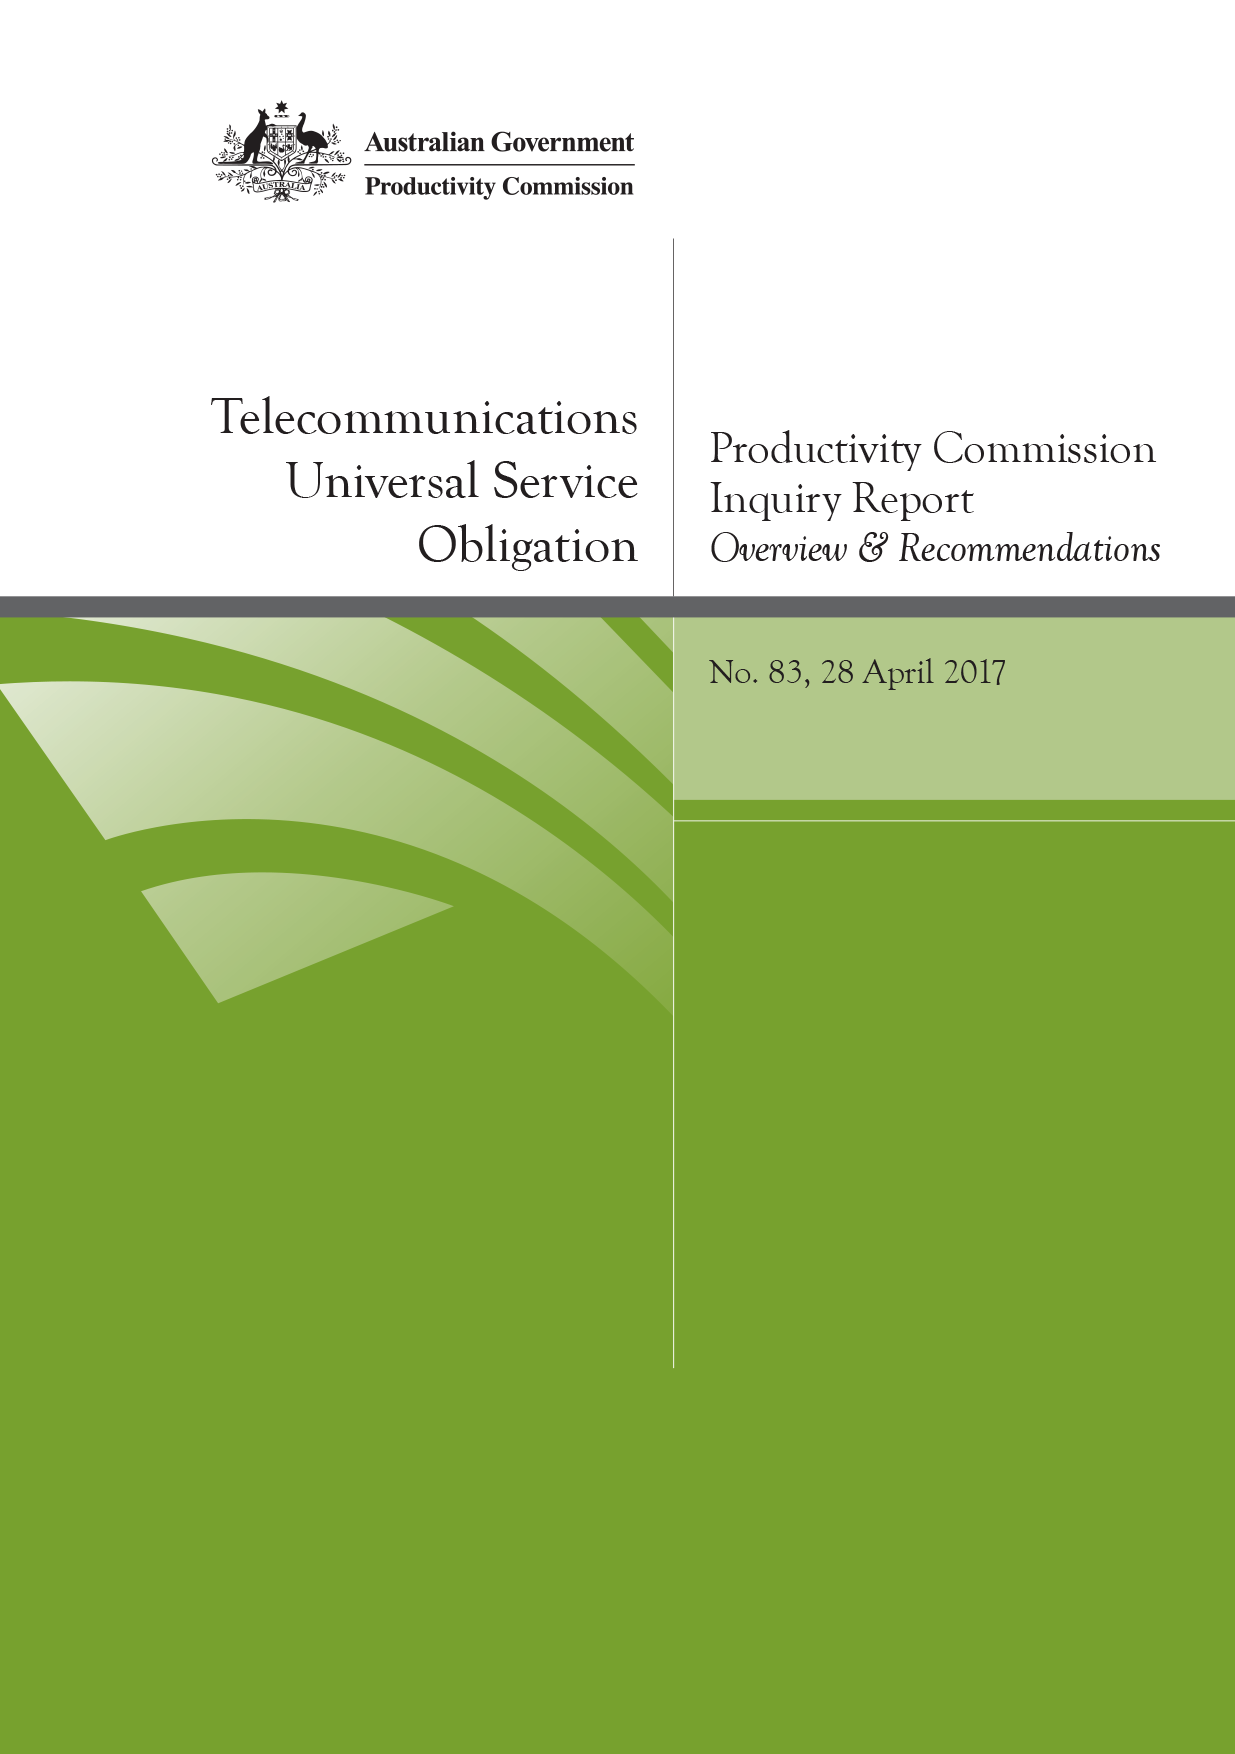 Australian Government
Productivity Commission
AUSTRALIA
Telecommunications
Universal Service
Obligation
Productivity Commission
Inquiry Report
Overview & Recommendations
No. 83, 28 April 2017